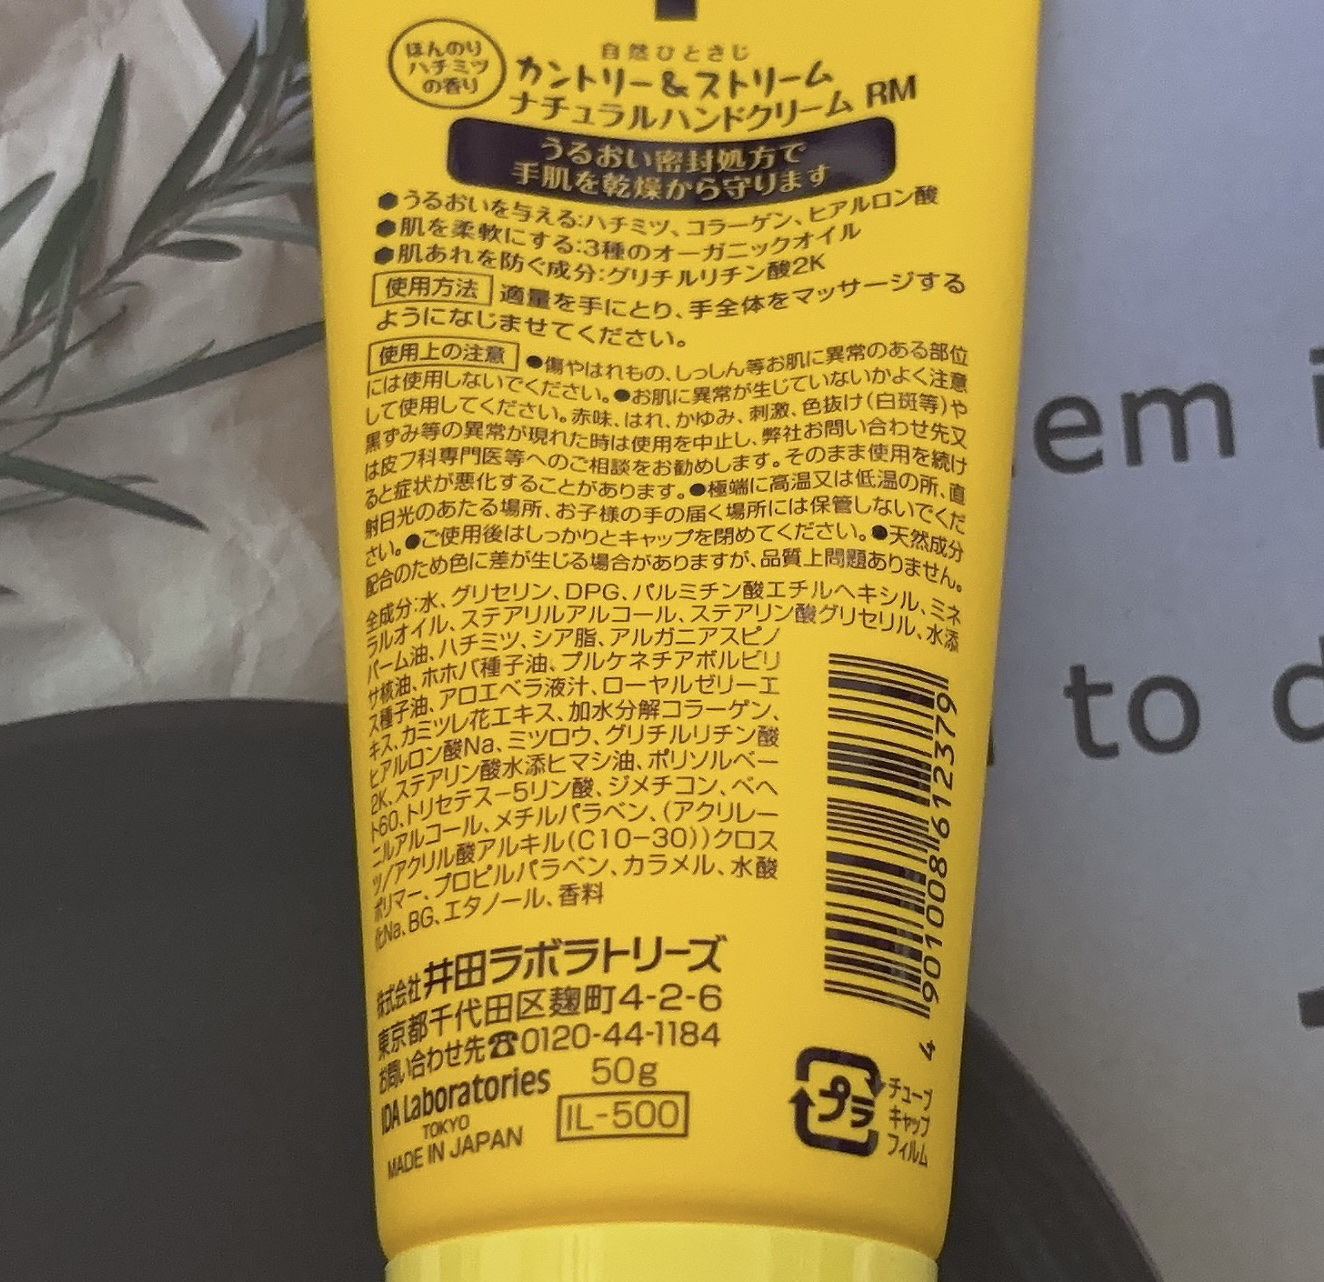 ほんのり
ハチミツ
の香り
自然ひとさじ
カントリー&ストリーム
ナチュラルハンドクリーム RM
うるおい密封処方で
手肌を乾燥から守ります
●うるおいを与える:ハチミツ、コラーゲン、ヒアルロン酸
●肌を柔軟にする:3種のオーガニックオイル
●肌あれを防ぐ成分:グリチルリチン酸2K
使用方法 適量を手にとり、手全体をマッサージする
ようになじませてください。
使用上の注意 ●傷やはれもの、しっしん等お肌に異常のある部位
には使用しないでください。●お肌に異常が生じていないかよく注意
して使用してください。赤味、はれ、かゆみ、刺激、色抜け(白斑等)や
黒ずみ等の異常が現れた時は使用を中止し、弊社お問い合わせ先又
は皮フ科専門医等へのご相談をお勧めします。そのまま使用を続け
ると症状が悪化することがあります。●極端に高温又は低温の所、直
射日光のあたる場所、お子様の手の届く場所には保管しないでくだ
さい。●ご使用後はしっかりとキャップを閉めてください。●天然成分
配合のため色に差が生じる場合がありますが、品質上問題ありません。
全成分:水、グリセリン、DPG、パルミチン酸エチルヘキシル、ミネ
ラルオイル、ステアリルアルコール、ステアリン酸グリセリル、水添
パーム油、ハチミツ、シア脂、アルガニアスピノ
サ核油、ホホバ種子油、プルケネチアボルビリ
ス種子油、アロエベラ液汁、ローヤルゼリーエ
キス、カミツレ花エキス、加水分解コラーゲン、
ヒアルロン酸Na、ミツロウ、グリチルリチン酸
2K、ステアリン酸水添ヒマシ油、ポリソルベー
ト60、トリセテス-5リン酸、ジメチコン、ベヘ
ニルアルコール、メチルパラベン、(アクリレー
ツ/アクリル酸アルキル(C10-30))クロス
ポリマー、プロピルパラベン、カラメル、水酸
化Na、BG、エタノール、香料
株式会社 井田ラボラトリーズ
東京都千代田区麹町4-2-6
お問い合わせ先☎0120-44-1184
IDA Laboratories
TOKYO
MADE IN JAPAN
50g
IL-500
4 901008 612379
プラ
チューブ
キャップ
フィルム
em
to d